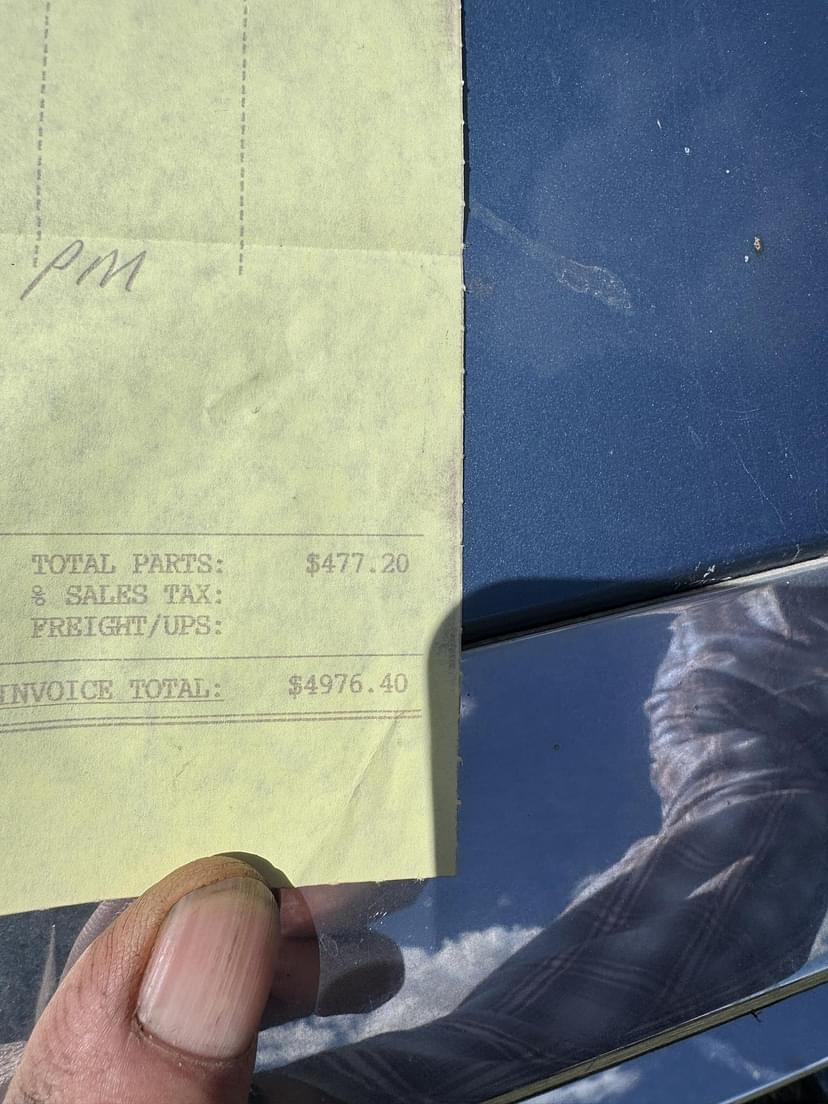 PM
TOTAL PARTS: $477.20
% SALES TAX:
FREIGHT/UPS:
INVOICE TOTAL: $4976.40